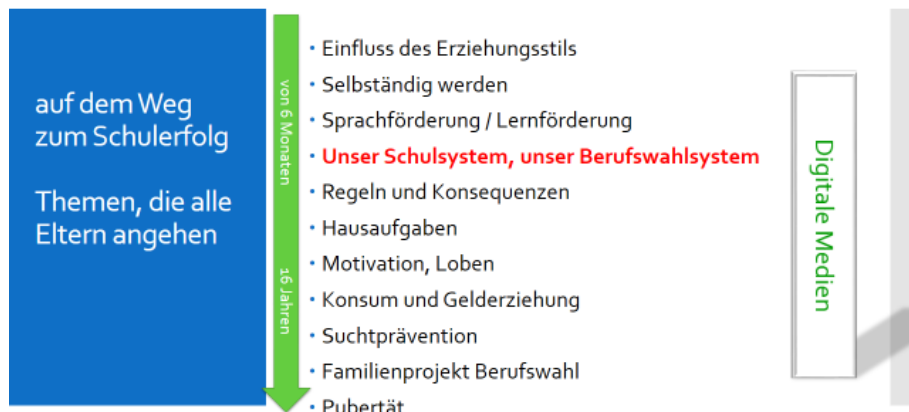 auf dem Weg
zum Schulerfolg
Themen, die alle
Eltern angehen
von 6 Monaten
16 Jahren
• Einfluss des Erziehungsstils
• Selbständig werden
• Sprachförderung / Lernförderung
• Unser Schulsystem, unser Berufswahlsystem
• Regeln und Konsequenzen
• Hausaufgaben
• Motivation, Loben
• Konsum und Gelderziehung
• Suchtprävention
• Familienprojekt Berufswahl
• Pubertät
Digitale Medien